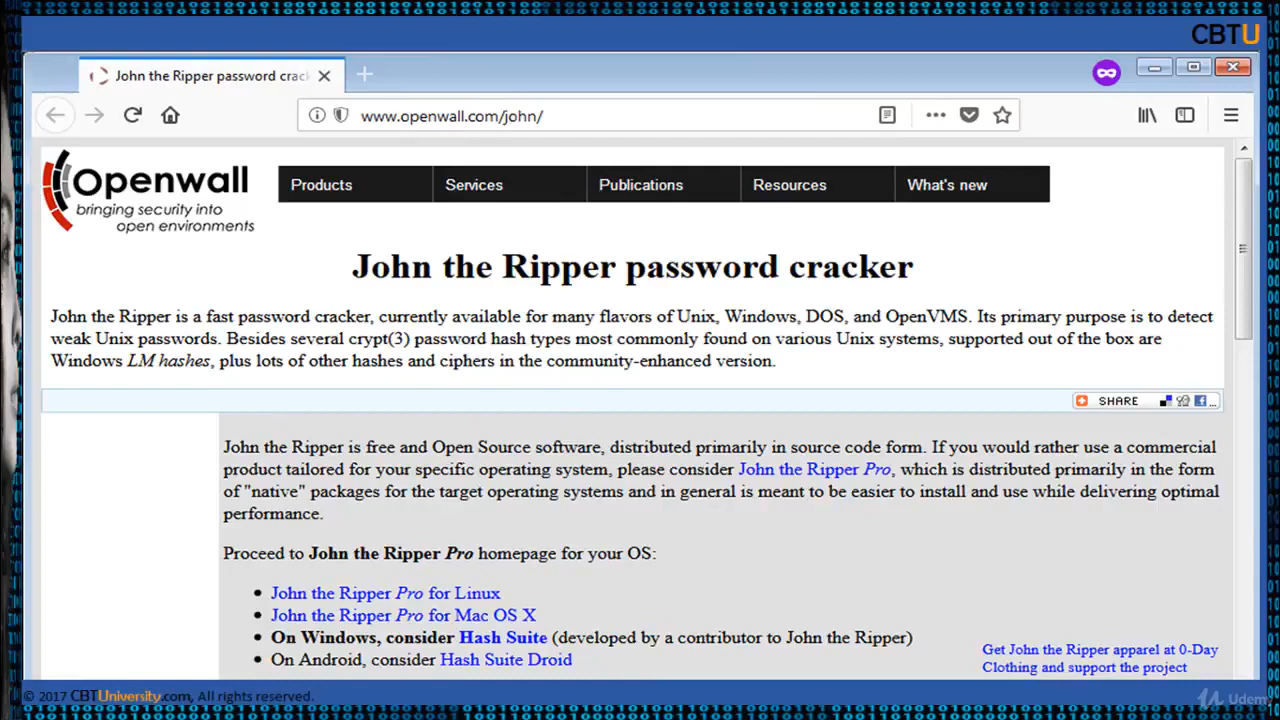 CBTU
John the Ripper password crac
www.openwall.com/john/
Openwall
bringing security into
open environments
Products
Services
Publications
Resources
What's new
John the Ripper password cracker
John the Ripper is a fast password cracker, currently available for many flavors of Unix, Windows, DOS, and OpenVMS. Its primary purpose is to detect
weak Unix passwords. Besides several crypt(3) password hash types most commonly found on various Unix systems, supported out of the box are
Windows LM hashes, plus lots of other hashes and ciphers in the community-enhanced version.
SHARE
John the Ripper is free and Open Source software, distributed primarily in source code form. If you would rather use a commercial
product tailored for your specific operating system, please consider John the Ripper Pro, which is distributed primarily in the form
of "native" packages for the target operating systems and in general is meant to be easier to install and use while delivering optimal
performance.
Proceed to John the Ripper Pro homepage for your OS:
• John the Ripper Pro for Linux
• John the Ripper Pro for Mac OS X
• On Windows, consider Hash Suite (developed by a contributor to John the Ripper)
• On Android, consider Hash Suite Droid
Get John the Ripper apparel at 0-Day
Clothing and support the project
© 2017 CBTUniversity.com, All rights reserved.
Udemy